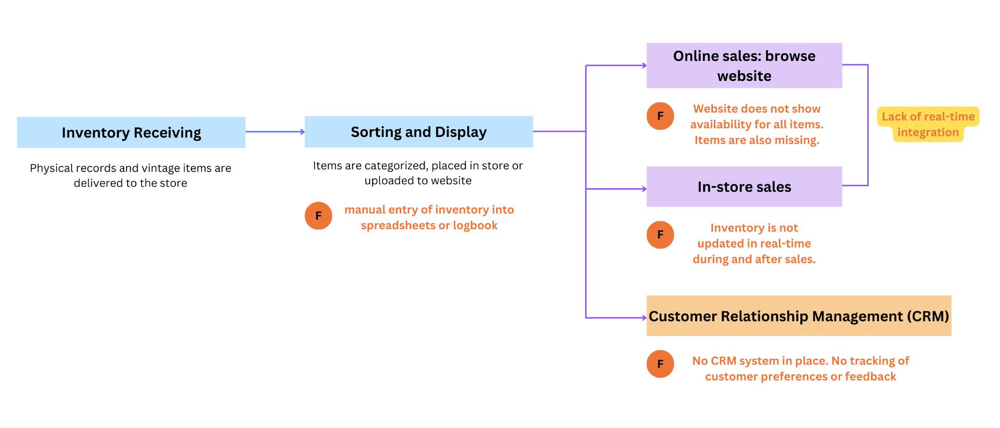 Inventory Receiving
Physical records and vintage items are
delivered to the store
Sorting and Display
Items are categorized, placed in store or
uploaded to website
F
manual entry of inventory into
spreadsheets or logbook
Online sales: browse
website
F
Website does not show
availability for all items.
Items are also missing.
Lack of real-time
integration
In-store sales
F
Inventory is not
updated in real-time
during and after sales.
Customer Relationship Management (CRM)
F
No CRM system in place. No tracking of
customer preferences or feedback